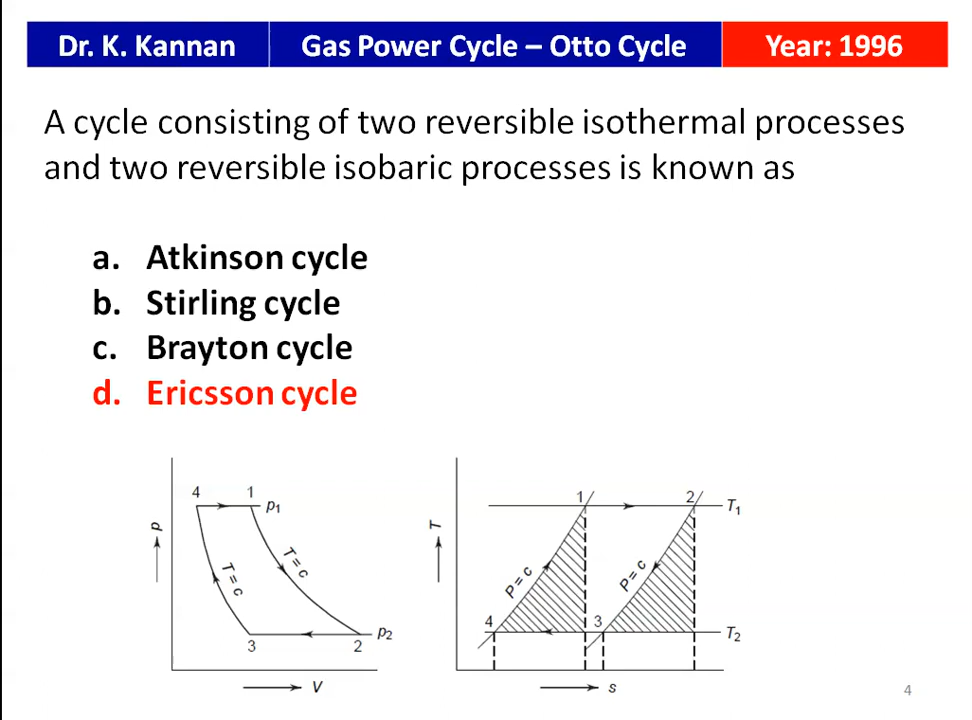 Dr. K. Kannan
Gas Power Cycle – Otto Cycle
Year: 1996
A cycle consisting of two reversible isothermal processes
and two reversible isobaric processes is known as
a. Atkinson cycle
b. Stirling cycle
c. Brayton cycle
d. Ericsson cycle
4 1
p1
p
T = c
T = c
p2
3 2
V
1 2
T1
T
P = c
P = c
4 3
T2
s
4